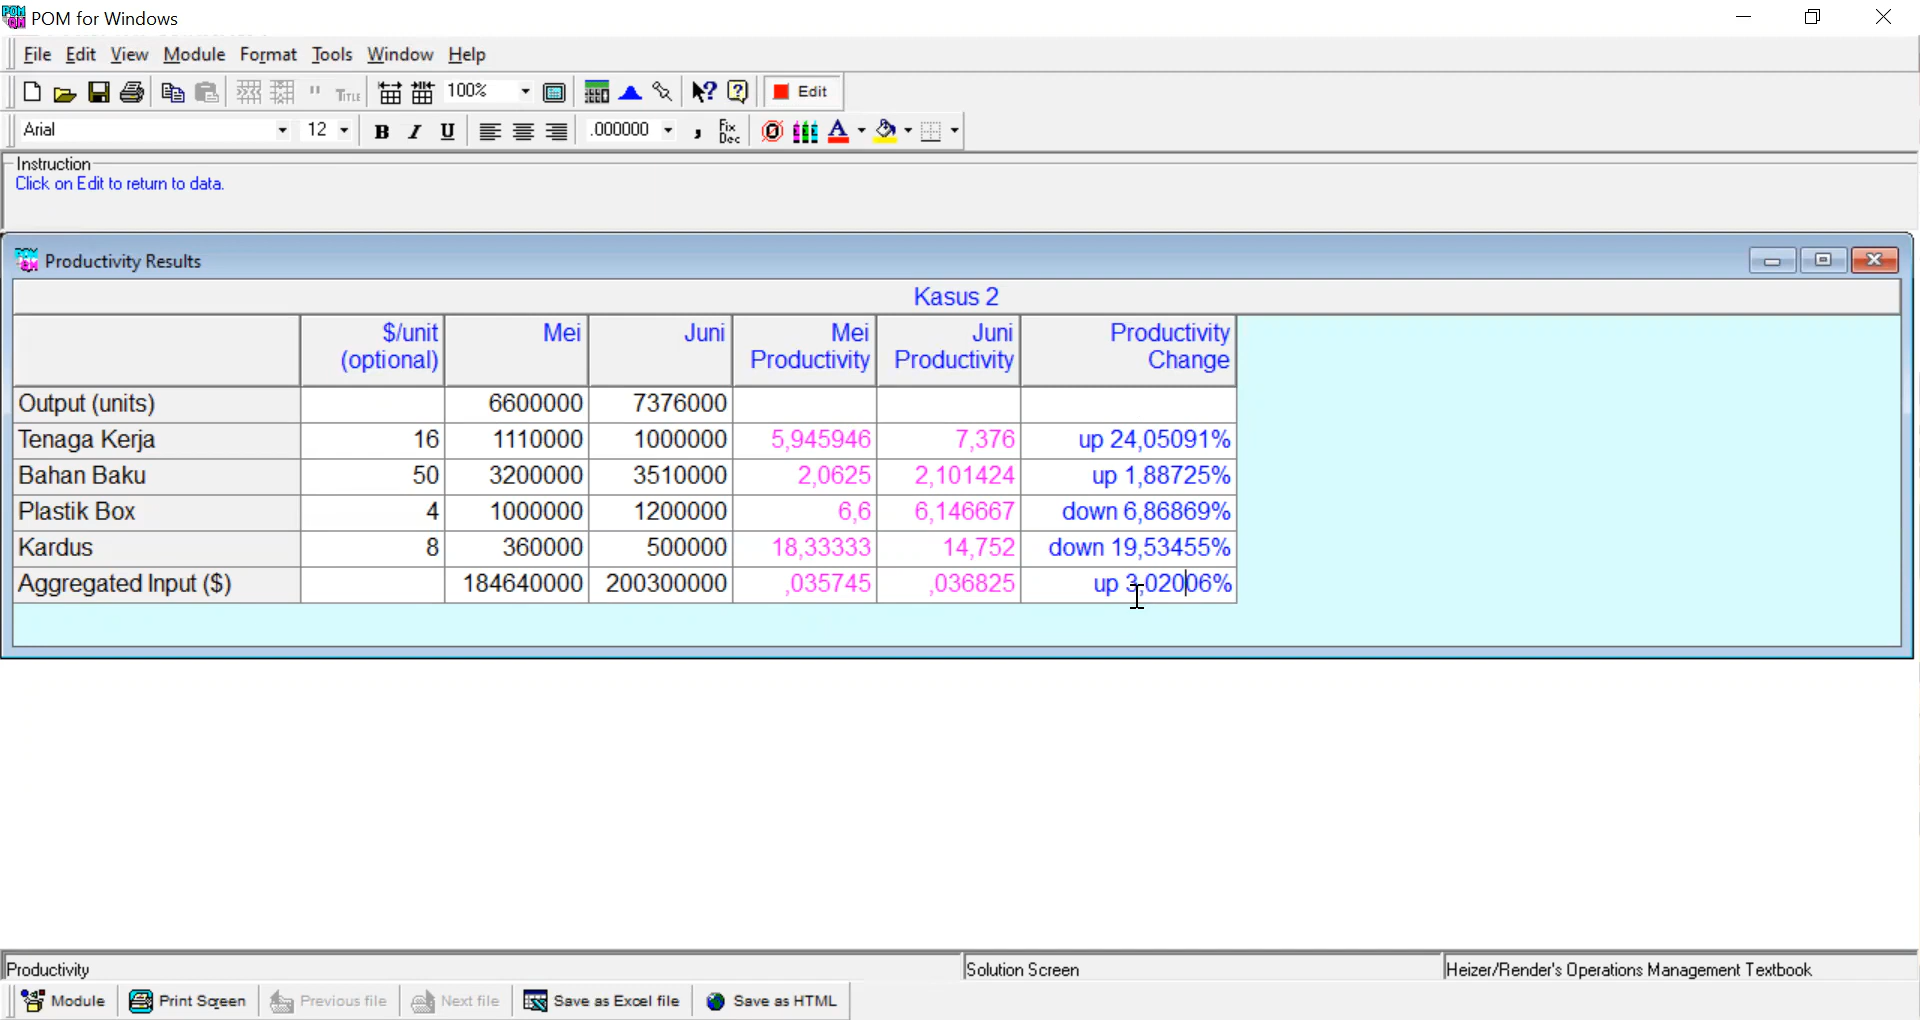 POM for Windows
File Edit View Module Format Tools Window Help
TITLE 100% Edit
Arial 12 B I U .000000 , Fix Dec 0 A
Instruction
Click on Edit to return to data.
Productivity Results
Kasus 2
$/unit (optional) Mei Juni Mei Productivity Juni Productivity Productivity Change
Output (units) 6600000 7376000
Tenaga Kerja 16 1110000 1000000 5,945946 7,376 up 24,05091%
Bahan Baku 50 3200000 3510000 2,0625 2,101424 up 1,88725%
Plastik Box 4 1000000 1200000 6,6 6,146667 down 6,86869%
Kardus 8 360000 500000 18,33333 14,752 down 19,53455%
Aggregated Input ($) 184640000 200300000 ,035745 ,036825 up 3,02006%
Productivity Solution Screen Heizer/Render's Operations Management Textbook
Module Print Screen Previous file Next file Save as Excel file Save as HTML